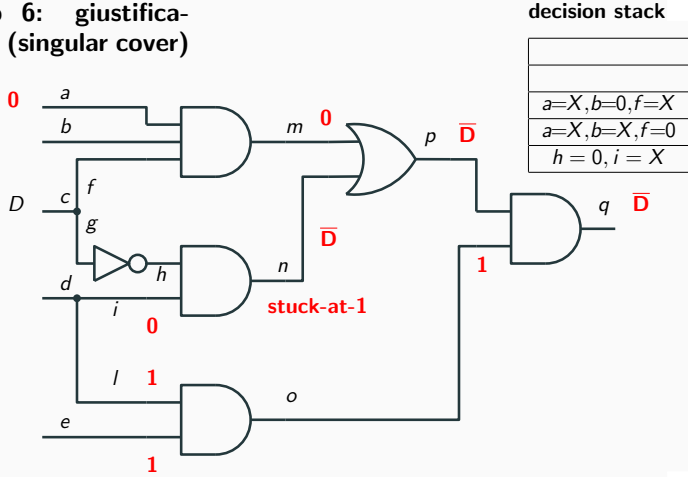 6: giustifica-
(singular cover)
decision stack
a=X,b=0,f=X
a=X,b=X,f=0
h = 0, i = X
0
a
b
m
0
p
D̅
f
c
D
g
D̅
q
D̅
h
n
1
d
i
0
stuck-at-1
l
1
o
e
1